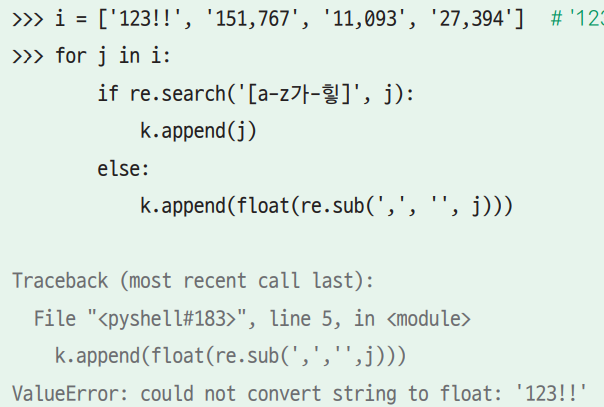 >>> i = ['123!!', '151,767', '11,093', '27,394'] # '123
>>> for j in i:
        if re.search('[a-z가-힣]', j):
            k.append(j)
        else:
            k.append(float(re.sub(',', '', j)))
Traceback (most recent call last):
  File "<pyshell#183>", line 5, in <module>
    k.append(float(re.sub(',','',j)))
ValueError: could not convert string to float: '123!!'